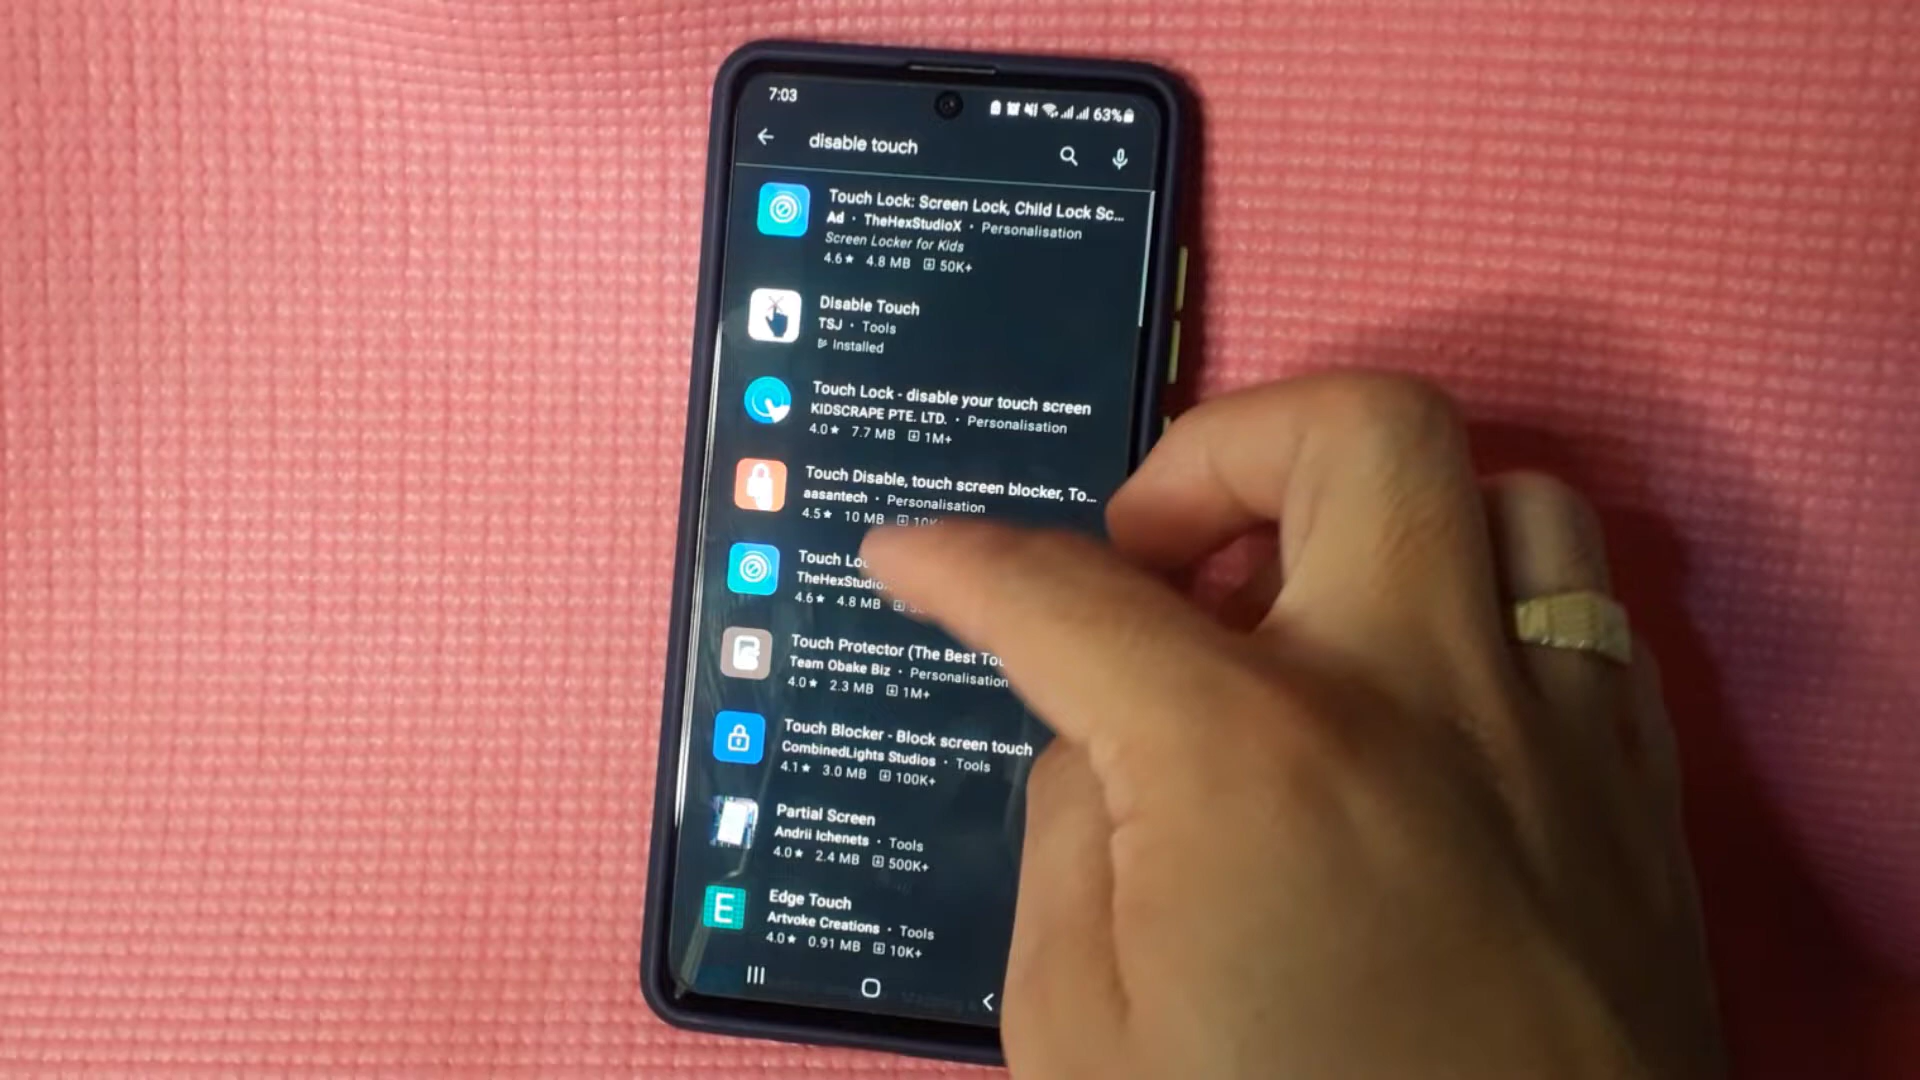 7:03
63%
disable touch
Touch Lock: Screen Lock, Child Lock Sc...
Ad · TheHexStudioX · Personalisation
Screen Locker for Kids
4.6★ 4.8 MB 50K+
Disable Touch
TSJ · Tools
Installed
Touch Lock - disable your touch screen
KIDSCRAPE PTE. LTD. · Personalisation
4.0★ 7.7 MB 1M+
Touch Disable, touch screen blocker, To...
aasantech · Personalisation
4.5★ 10 MB 10K
Touch Loc
TheHexStudio
4.6★ 4.8 MB
Touch Protector (The Best Tou
Team Obake Biz · Personalisation
4.0★ 2.3 MB 1M+
Touch Blocker - Block screen touch
CombinedLights Studios · Tools
4.1★ 3.0 MB 100K+
Partial Screen
Andrii Ichenets · Tools
4.0★ 2.4 MB 500K+
E
Edge Touch
Artvoke Creations · Tools
4.0★ 0.91 MB 10K+